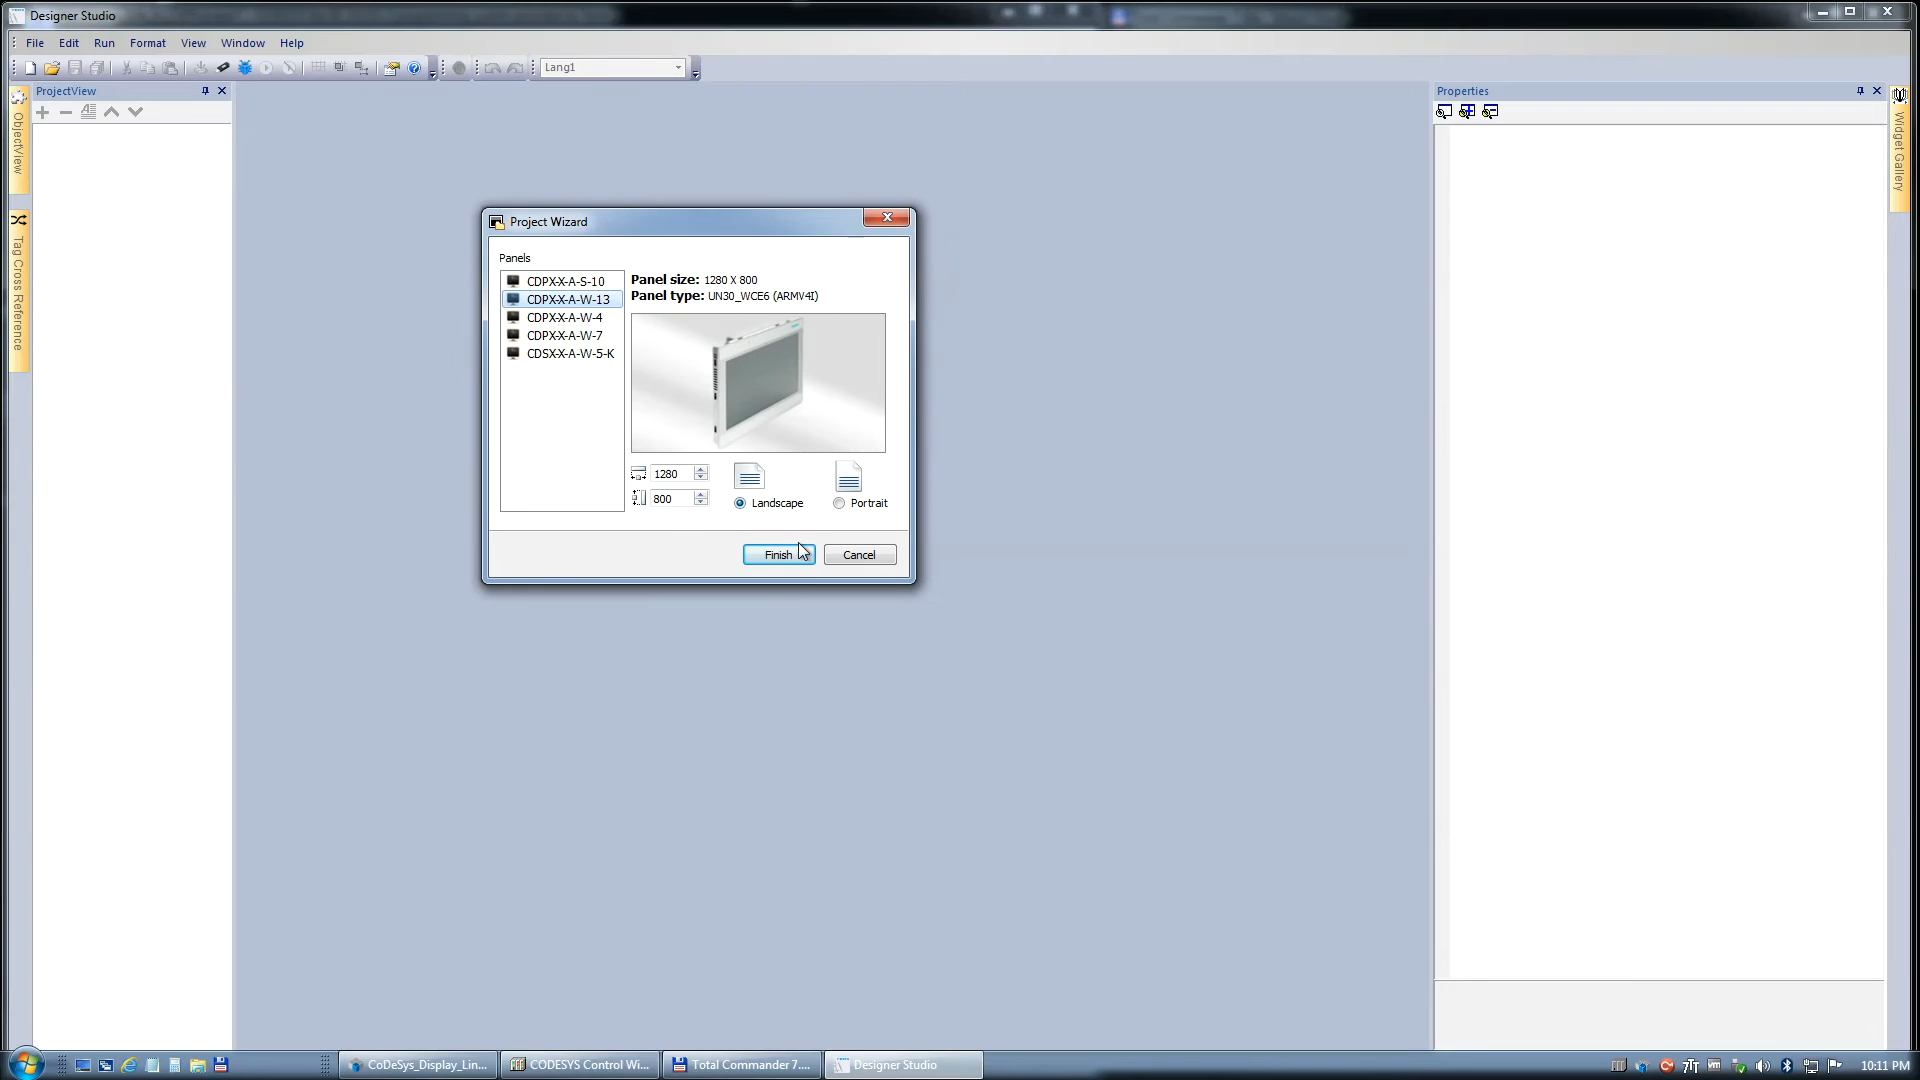 Designer Studio
File Edit Run Format View Window Help
Lang1
ProjectView
Properties
ObjectView
Tag Cross Reference
Widget Gallery
Project Wizard
Panels
CDPX-X-A-S-10
CDPX-X-A-W-13
CDPX-X-A-W-4
CDPX-X-A-W-7
CDSX-X-A-W-5-K
Panel size: 1280 X 800
Panel type: UN30_WCE6 (ARMV4I)
1280
800
Landscape
Portrait
Finish
Cancel
CoDeSys_Display_Lin...
CODESYS Control Wi...
Total Commander 7....
Designer Studio
10:11 PM